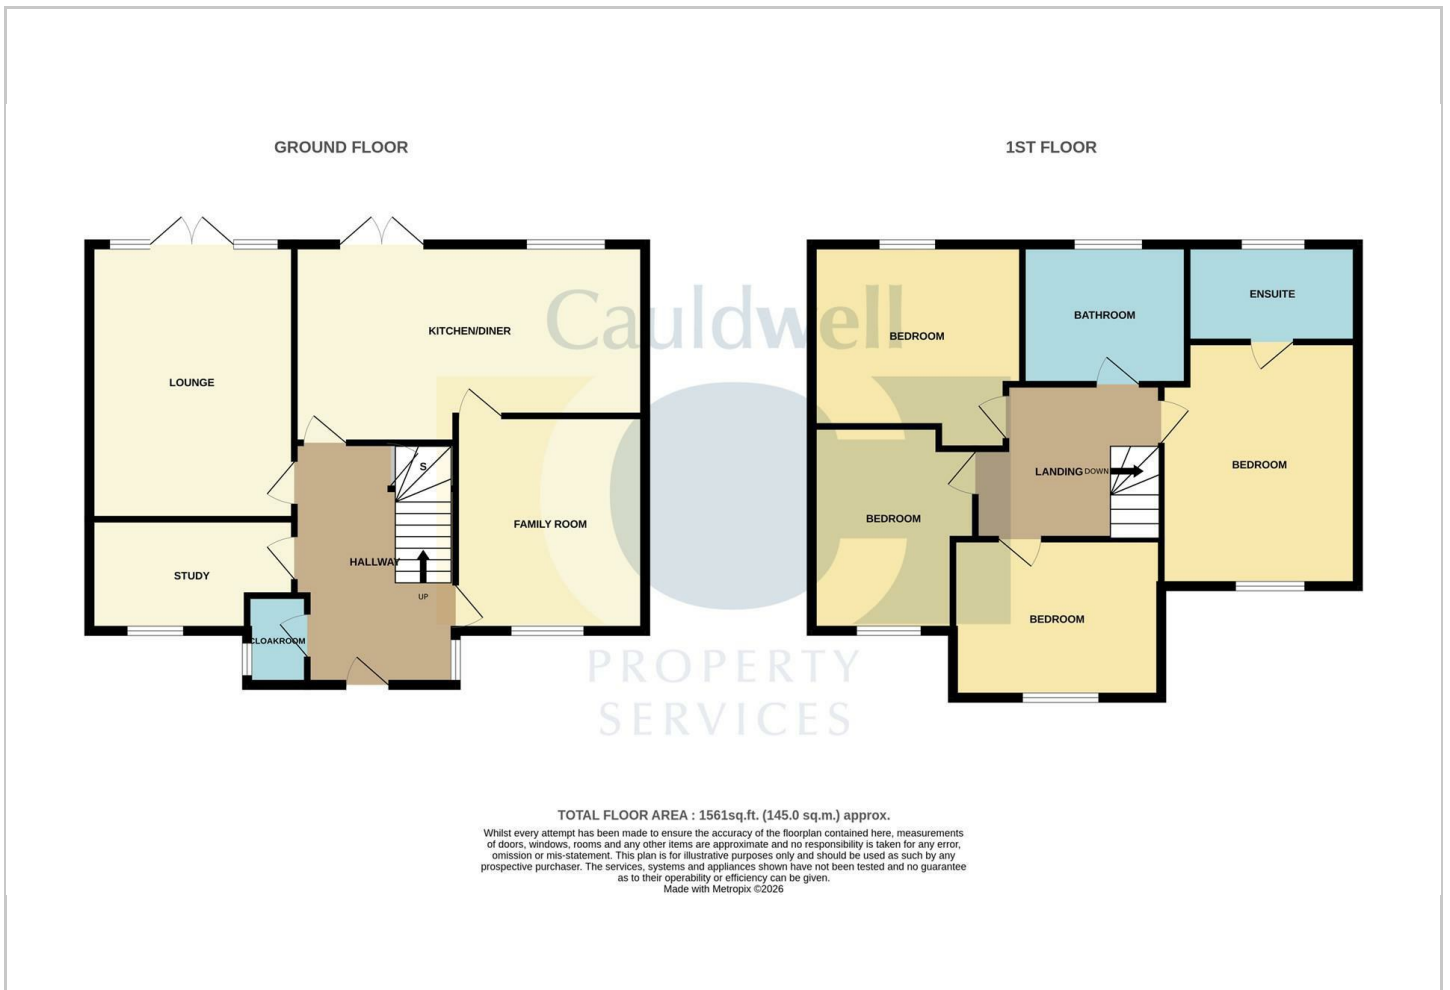 GROUND FLOOR
1ST FLOOR
LOUNGE
KITCHEN/DINER
STUDY
CLOAKROOM
HALLWAY
S
UP
FAMILY ROOM
BEDROOM
BATHROOM
ENSUITE
BEDROOM
LANDING
DOWN
BEDROOM
BEDROOM
Cauldwell
PROPERTY
SERVICES
TOTAL FLOOR AREA : 1561sq.ft. (145.0 sq.m.) approx.
Whilst every attempt has been made to ensure the accuracy of the floorplan contained here, measurements
of doors, windows, rooms and any other items are approximate and no responsibility is taken for any error,
omission or mis-statement. This plan is for illustrative purposes only and should be used as such by any
prospective purchaser. The services, systems and appliances shown have not been tested and no guarantee
as to their operability or efficiency can be given.
Made with Metropix ©2026